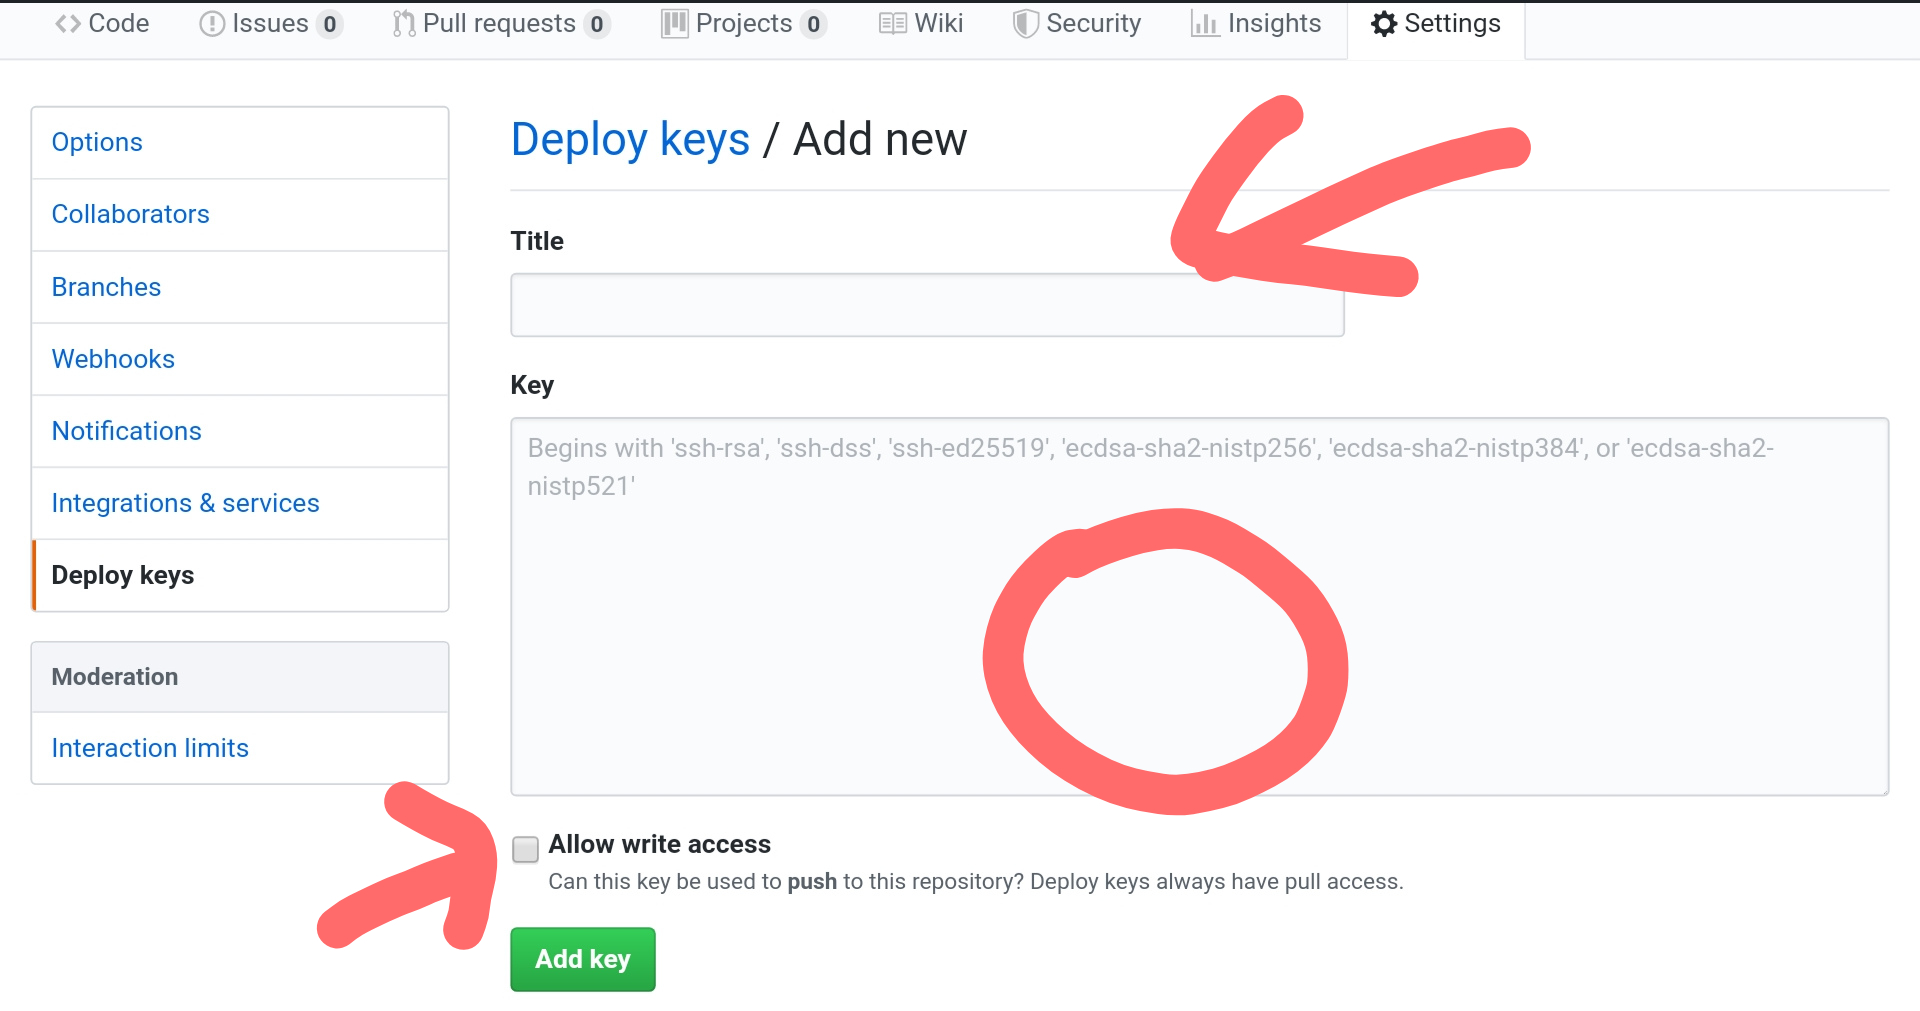 Code Issues 0 Pull requests 0 Projects 0 Wiki Security Insights Settings
Options
Collaborators
Branches
Webhooks
Notifications
Integrations & services
Deploy keys
Moderation
Interaction limits
Deploy keys / Add new
Title
Key
Begins with 'ssh-rsa', 'ssh-dss', 'ssh-ed25519', 'ecdsa-sha2-nistp256', 'ecdsa-sha2-nistp384', or 'ecdsa-sha2-
nistp521'
Allow write access
Can this key be used to push to this repository? Deploy keys always have pull access.
Add key